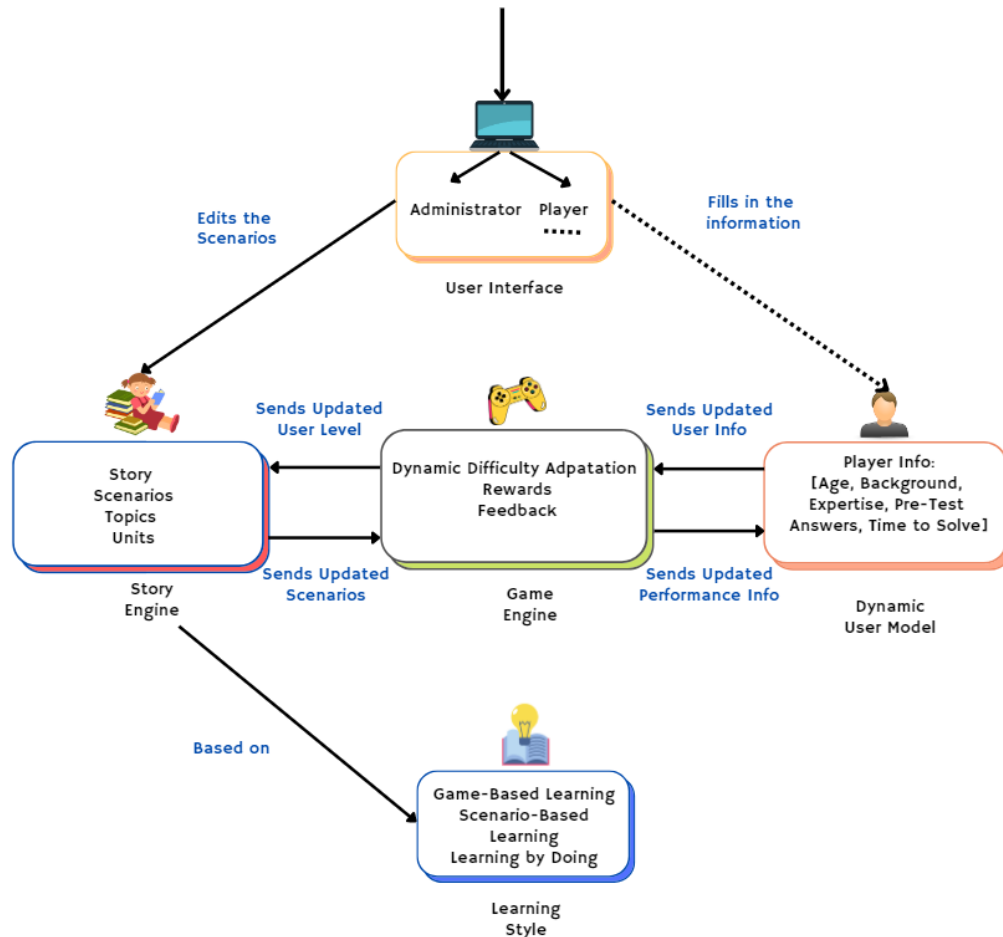 Administrator
Player
User Interface
Edits the
Scenarios
Fills in the
information
Sends Updated
User Level
Sends Updated
User Info
Story
Scenarios
Topics
Units
Dynamic Difficulty Adpatation
Rewards
Feedback
Player Info:
[Age, Background,
Expertise, Pre-Test
Answers, Time to Solve]
Sends Updated
Scenarios
Sends Updated
Performance Info
Story
Engine
Game
Engine
Dynamic
User Model
Based on
Game-Based Learning
Scenario-Based
Learning
Learning by Doing
Learning
Style